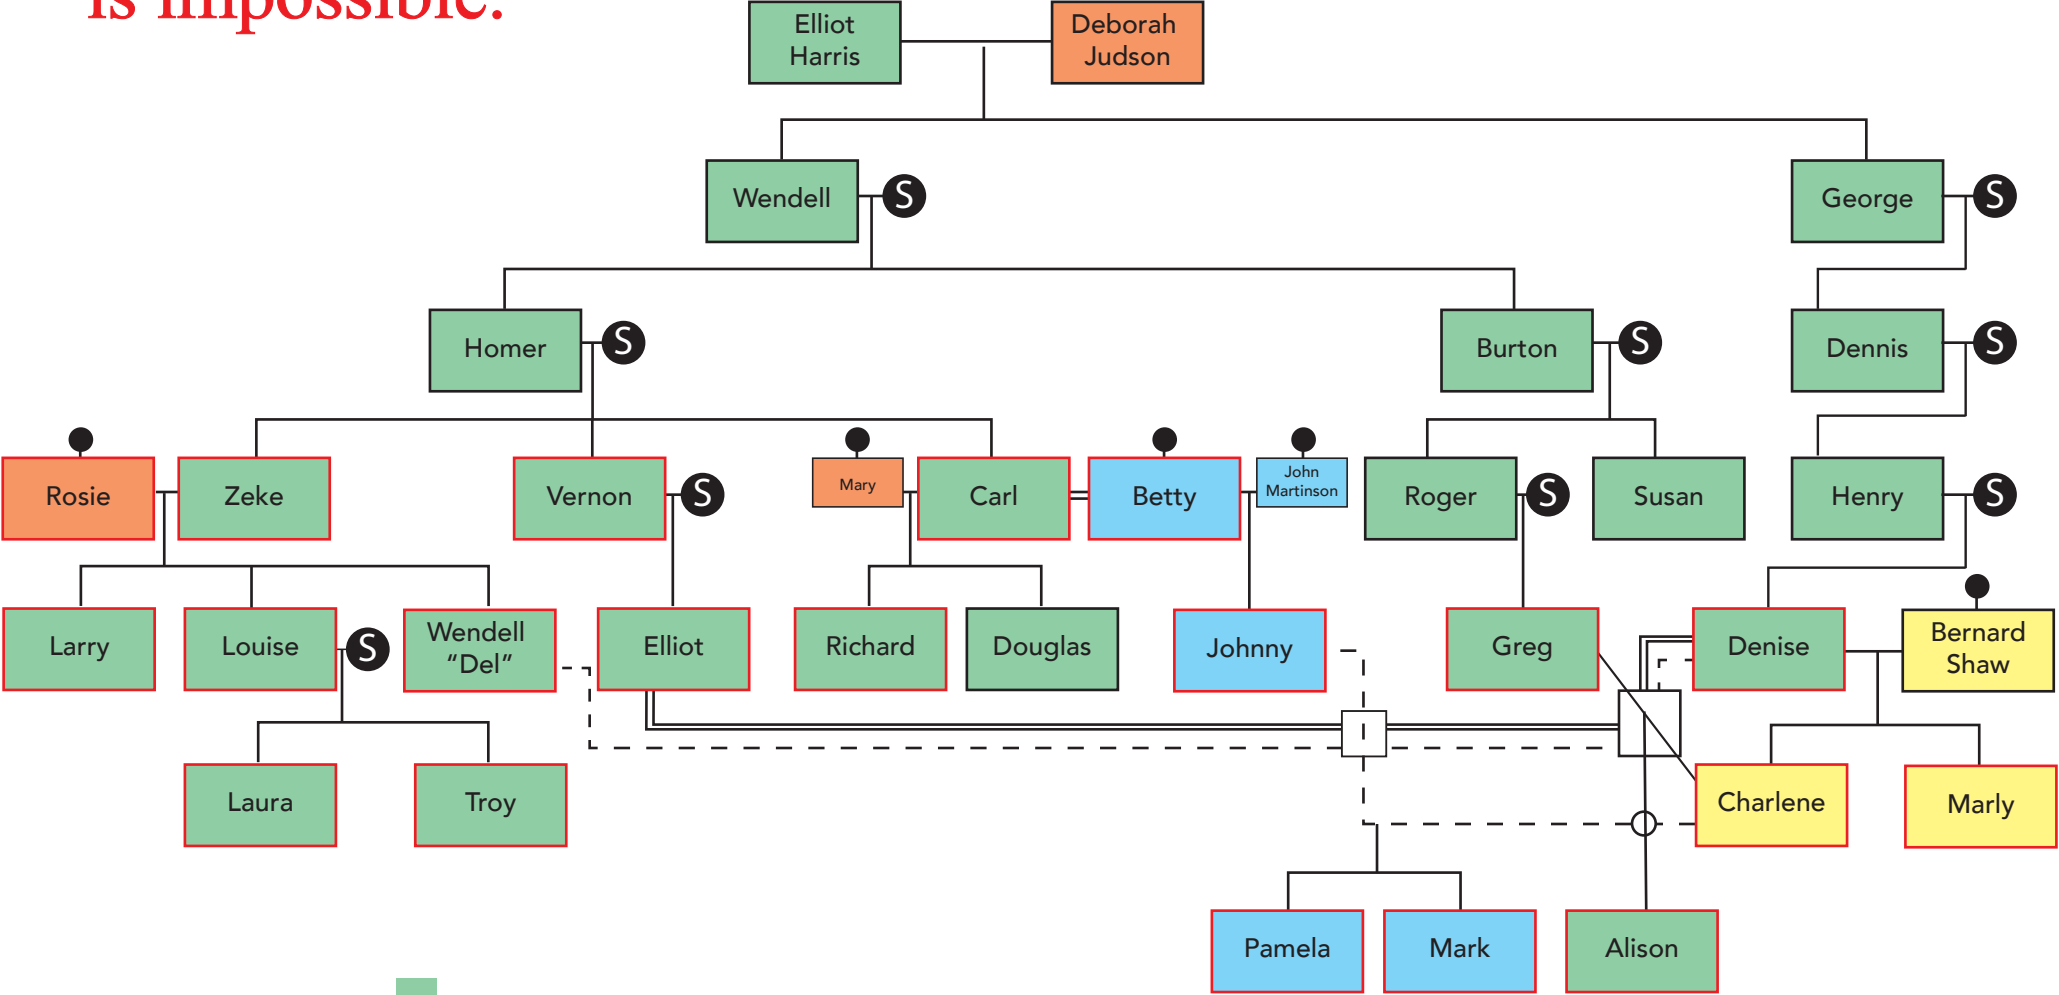 is impossible.
Elliot
Harris
Deborah
Judson
Wendell
S
George
S
Homer
S
Burton
S
Dennis
S
Rosie
Zeke
Vernon
S
Mary
Carl
Betty
John
Martinson
Roger
S
Susan
Henry
S
Larry
Louise
S
Wendell
“Del”
Elliot
Richard
Douglas
Johnny
Greg
Denise
Bernard
Shaw
Laura
Troy
Charlene
Marly
Pamela
Mark
Alison